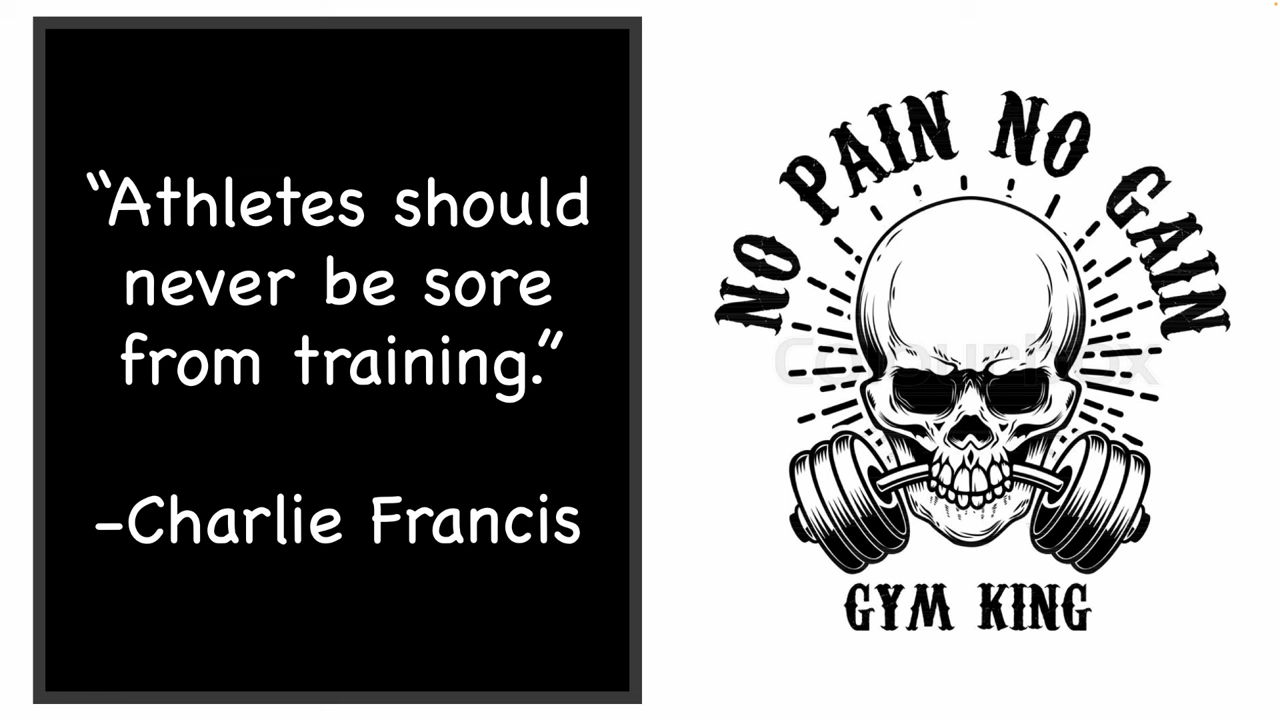 “Athletes should
never be sore
from training.”
-Charlie Francis
NO PAIN NO GAIN
GYM KING